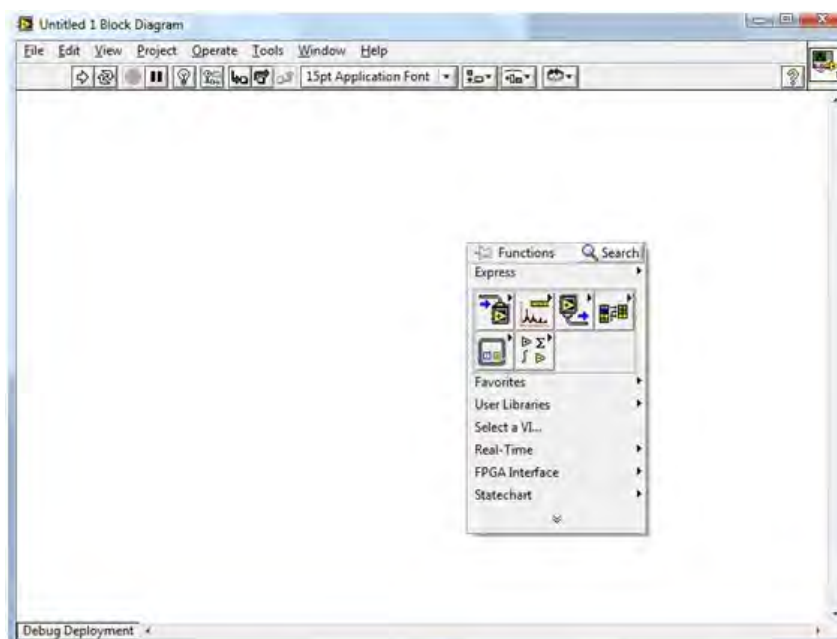 Untitled 1 Block Diagram
File Edit View Project Operate Tools Window Help
15pt Application Font
Functions Search
Express
Favorites
User Libraries
Select a VI...
Real-Time
FPGA Interface
Statechart
Debug Deployment